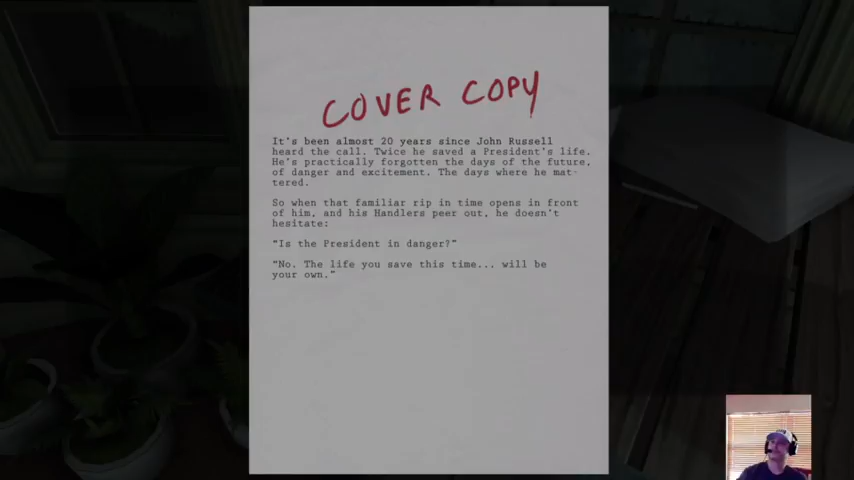 COVER COPY
It's been almost 20 years since John Russell
heard the call. Twice he saved a President's life.
He's practically forgotten the days of the future,
of danger and excitement. The days where he mat-
tered.
So when that familiar rip in time opens in front
of him, and his Handlers peer out, he doesn't
hesitate:
"Is the President in danger?"
"No. The life you save this time... will be
your own."